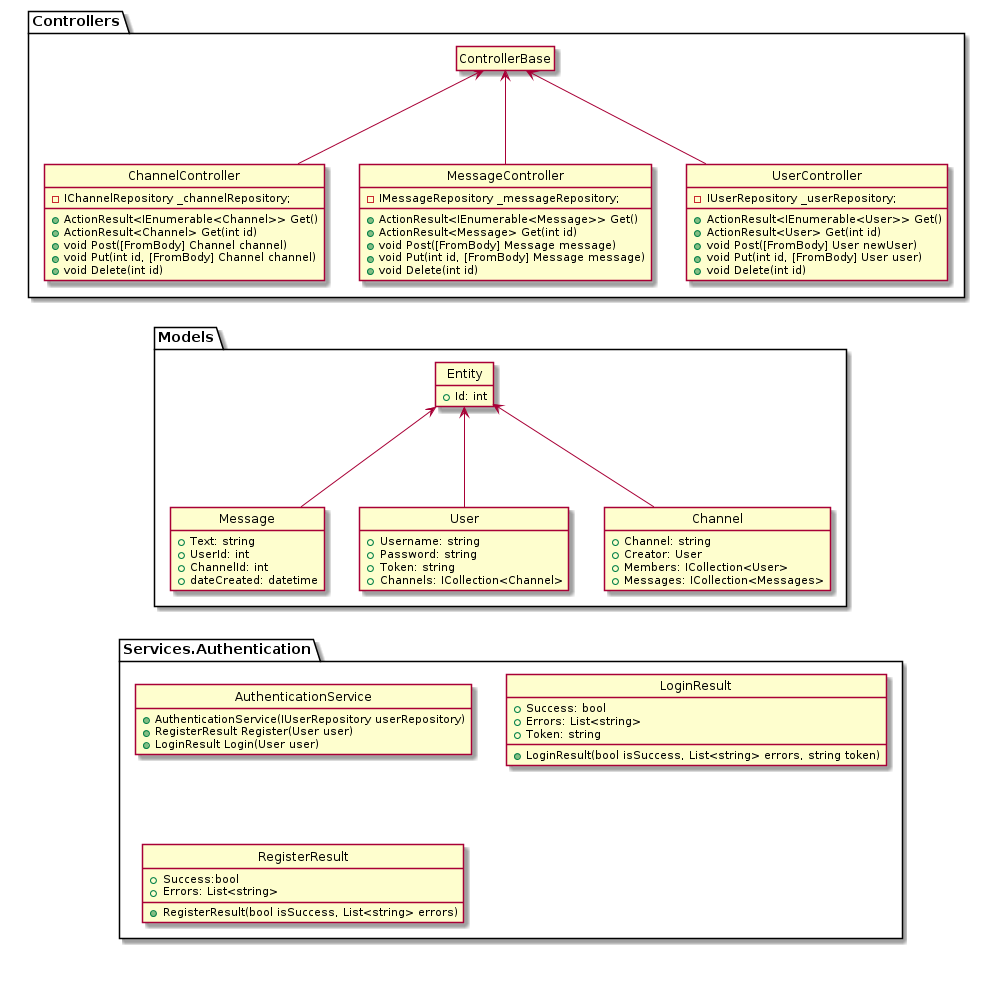 Controllers
ControllerBase
ChannelController
IChannelRepository _channelRepository;
ActionResult<IEnumerable<Channel>> Get()
ActionResult<Channel> Get(int id)
void Post([FromBody] Channel channel)
void Put(int id, [FromBody] Channel channel)
void Delete(int id)
MessageController
IMessageRepository _messageRepository;
ActionResult<IEnumerable<Message>> Get()
ActionResult<Message> Get(int id)
void Post([FromBody] Message message)
void Put(int id, [FromBody] Message message)
void Delete(int id)
UserController
IUserRepository _userRepository;
ActionResult<IEnumerable<User>> Get()
ActionResult<User> Get(int id)
void Post([FromBody] User newUser)
void Put(int id, [FromBody] User user)
void Delete(int id)
Models
Entity
Id: int
Message
Text: string
UserId: int
ChannelId: int
dateCreated: datetime
User
Username: string
Password: string
Token: string
Channels: ICollection<Channel>
Channel
Channel: string
Creator: User
Members: ICollection<User>
Messages: ICollection<Messages>
Services.Authentication
AuthenticationService
AuthenticationService(IUserRepository userRepository)
RegisterResult Register(User user)
LoginResult Login(User user)
LoginResult
Success: bool
Errors: List<string>
Token: string
LoginResult(bool isSuccess, List<string> errors, string token)
RegisterResult
Success:bool
Errors: List<string>
RegisterResult(bool isSuccess, List<string> errors)